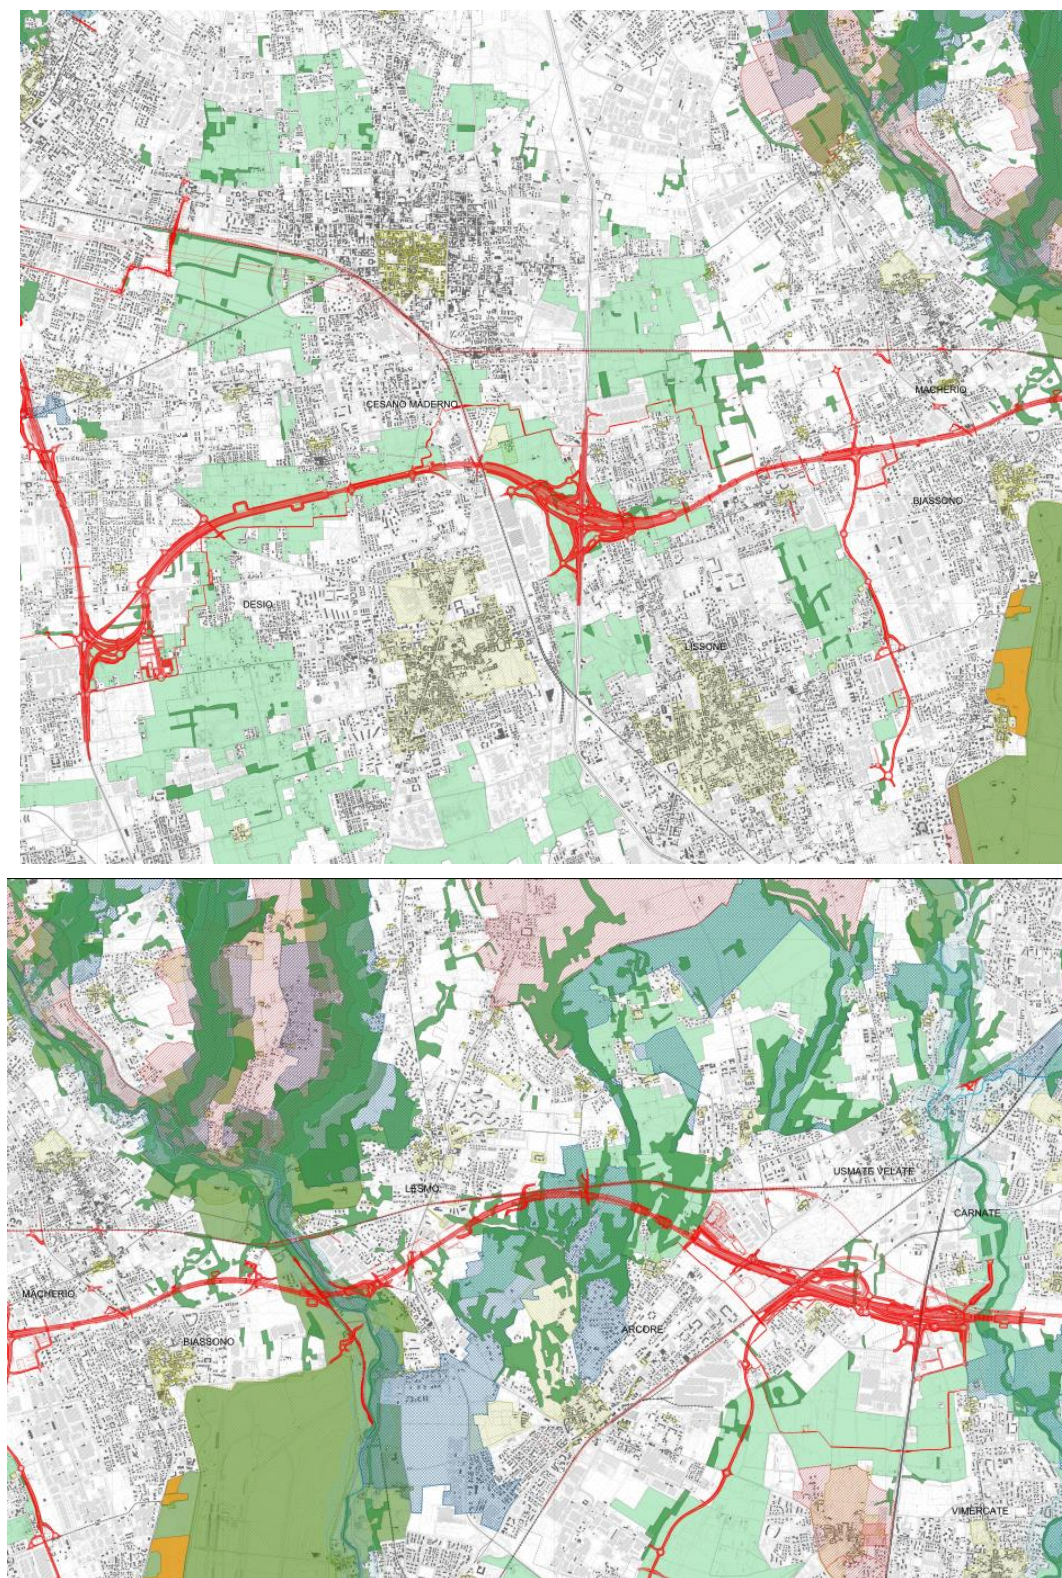 CESANO MADERNO
MACHERIO
BIASSONO
DESIO
LISSONE
USMATE VELATE
LESMO
CARNATE
MACHERIO
ARCORE
BIASSONO
VIMERCATE